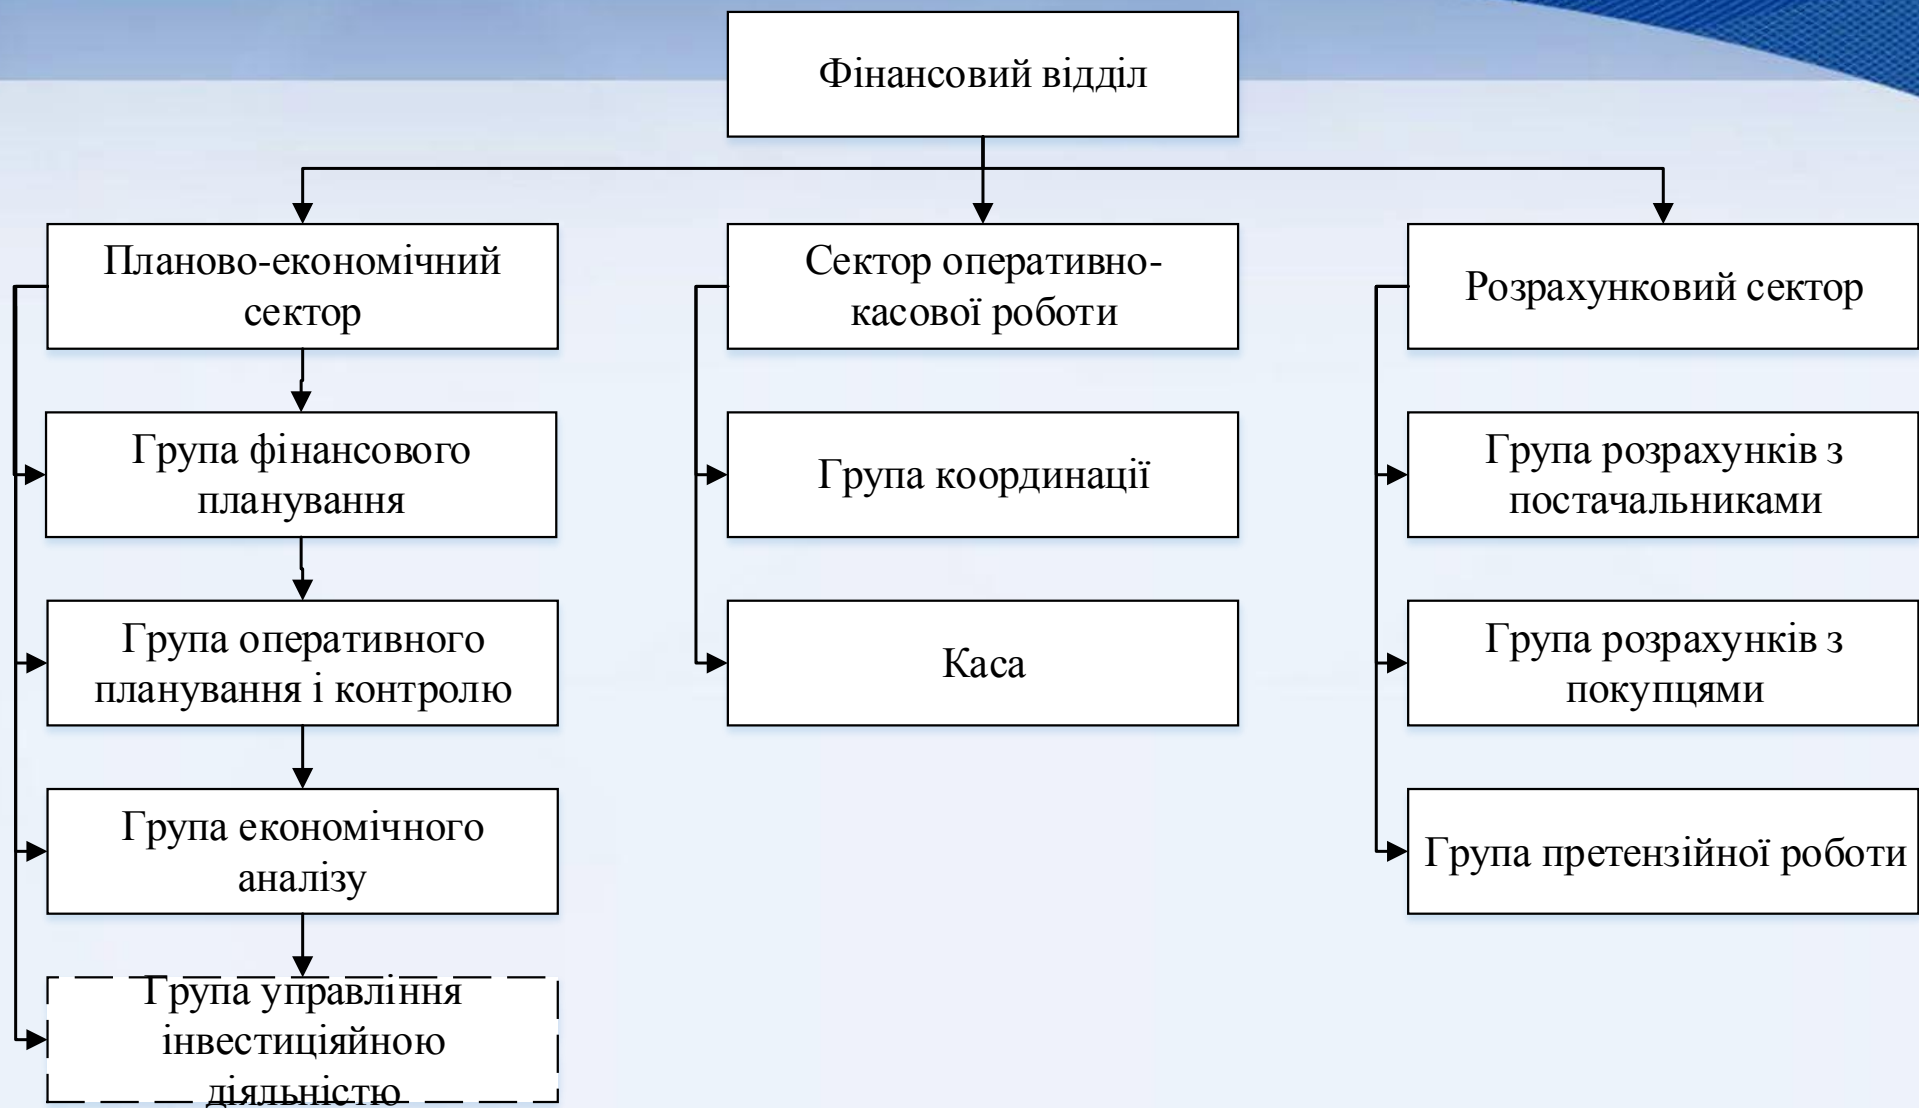 Фінансовий відділ
Планово-економічний
сектор
Сектор оперативно-
касової роботи
Розрахунковий сектор
Група фінансового
планування
Група координації
Група розрахунків з
постачальниками
Група оперативного
планування і контролю
Каса
Група розрахунків з
покупцями
Група економічного
аналізу
Група претензійної роботи
Група управління
інвестиціяйною
діяльністю